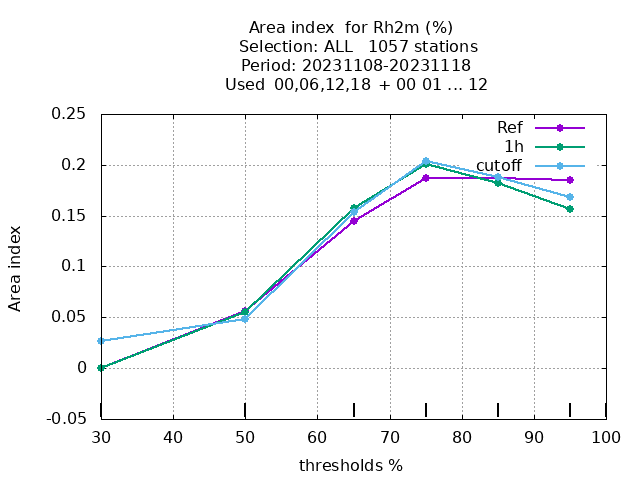 Area index  for Rh2m (%)
Selection: ALL   1057 stations
Period: 20231108-20231118
Used  00,06,12,18  + 00 01 ... 12
Ref
1h
cutoff
0.25
0.2
0.15
0.1
0.05
0
-0.05
Area index
30 40 50 60 70 80 90 100
thresholds %